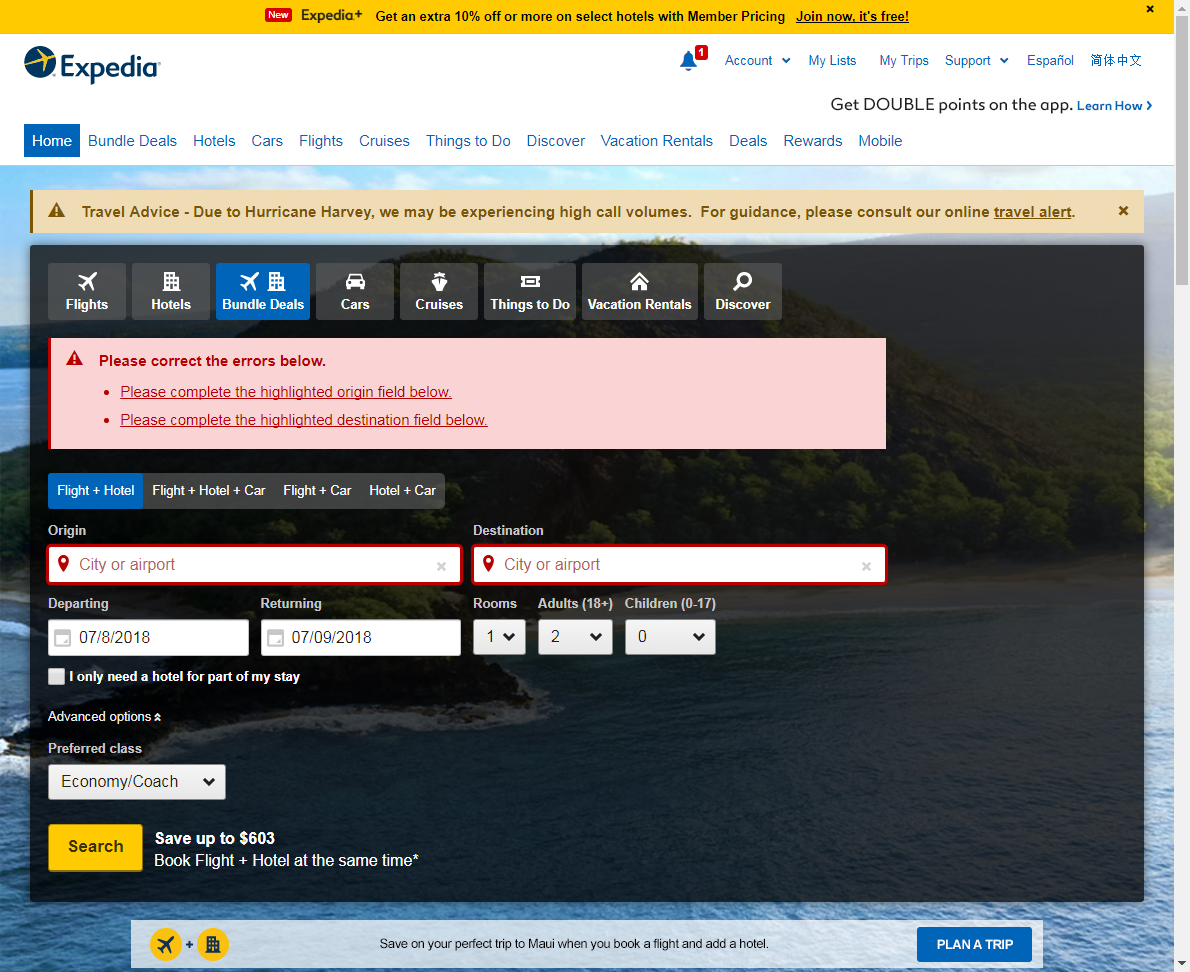 New Expedia+ Get an extra 10% off or more on select hotels with Member Pricing Join now, it's free!
Expedia
1 Account My Lists My Trips Support Español 简体中文
Get DOUBLE points on the app. Learn How
Home Bundle Deals Hotels Cars Flights Cruises Things to Do Discover Vacation Rentals Deals Rewards Mobile
Travel Advice - Due to Hurricane Harvey, we may be experiencing high call volumes. For guidance, please consult our online travel alert.
Flights Hotels Bundle Deals Cars Cruises Things to Do Vacation Rentals Discover
Please correct the errors below.
Please complete the highlighted origin field below.
Please complete the highlighted destination field below.
Flight + Hotel Flight + Hotel + Car Flight + Car Hotel + Car
Origin Destination
City or airport City or airport
Departing Returning Rooms Adults (18+) Children (0-17)
07/8/2018 07/09/2018 1 2 0
I only need a hotel for part of my stay
Advanced options
Preferred class
Economy/Coach
Search Save up to $603
Book Flight + Hotel at the same time*
+ Save on your perfect trip to Maui when you book a flight and add a hotel. PLAN A TRIP